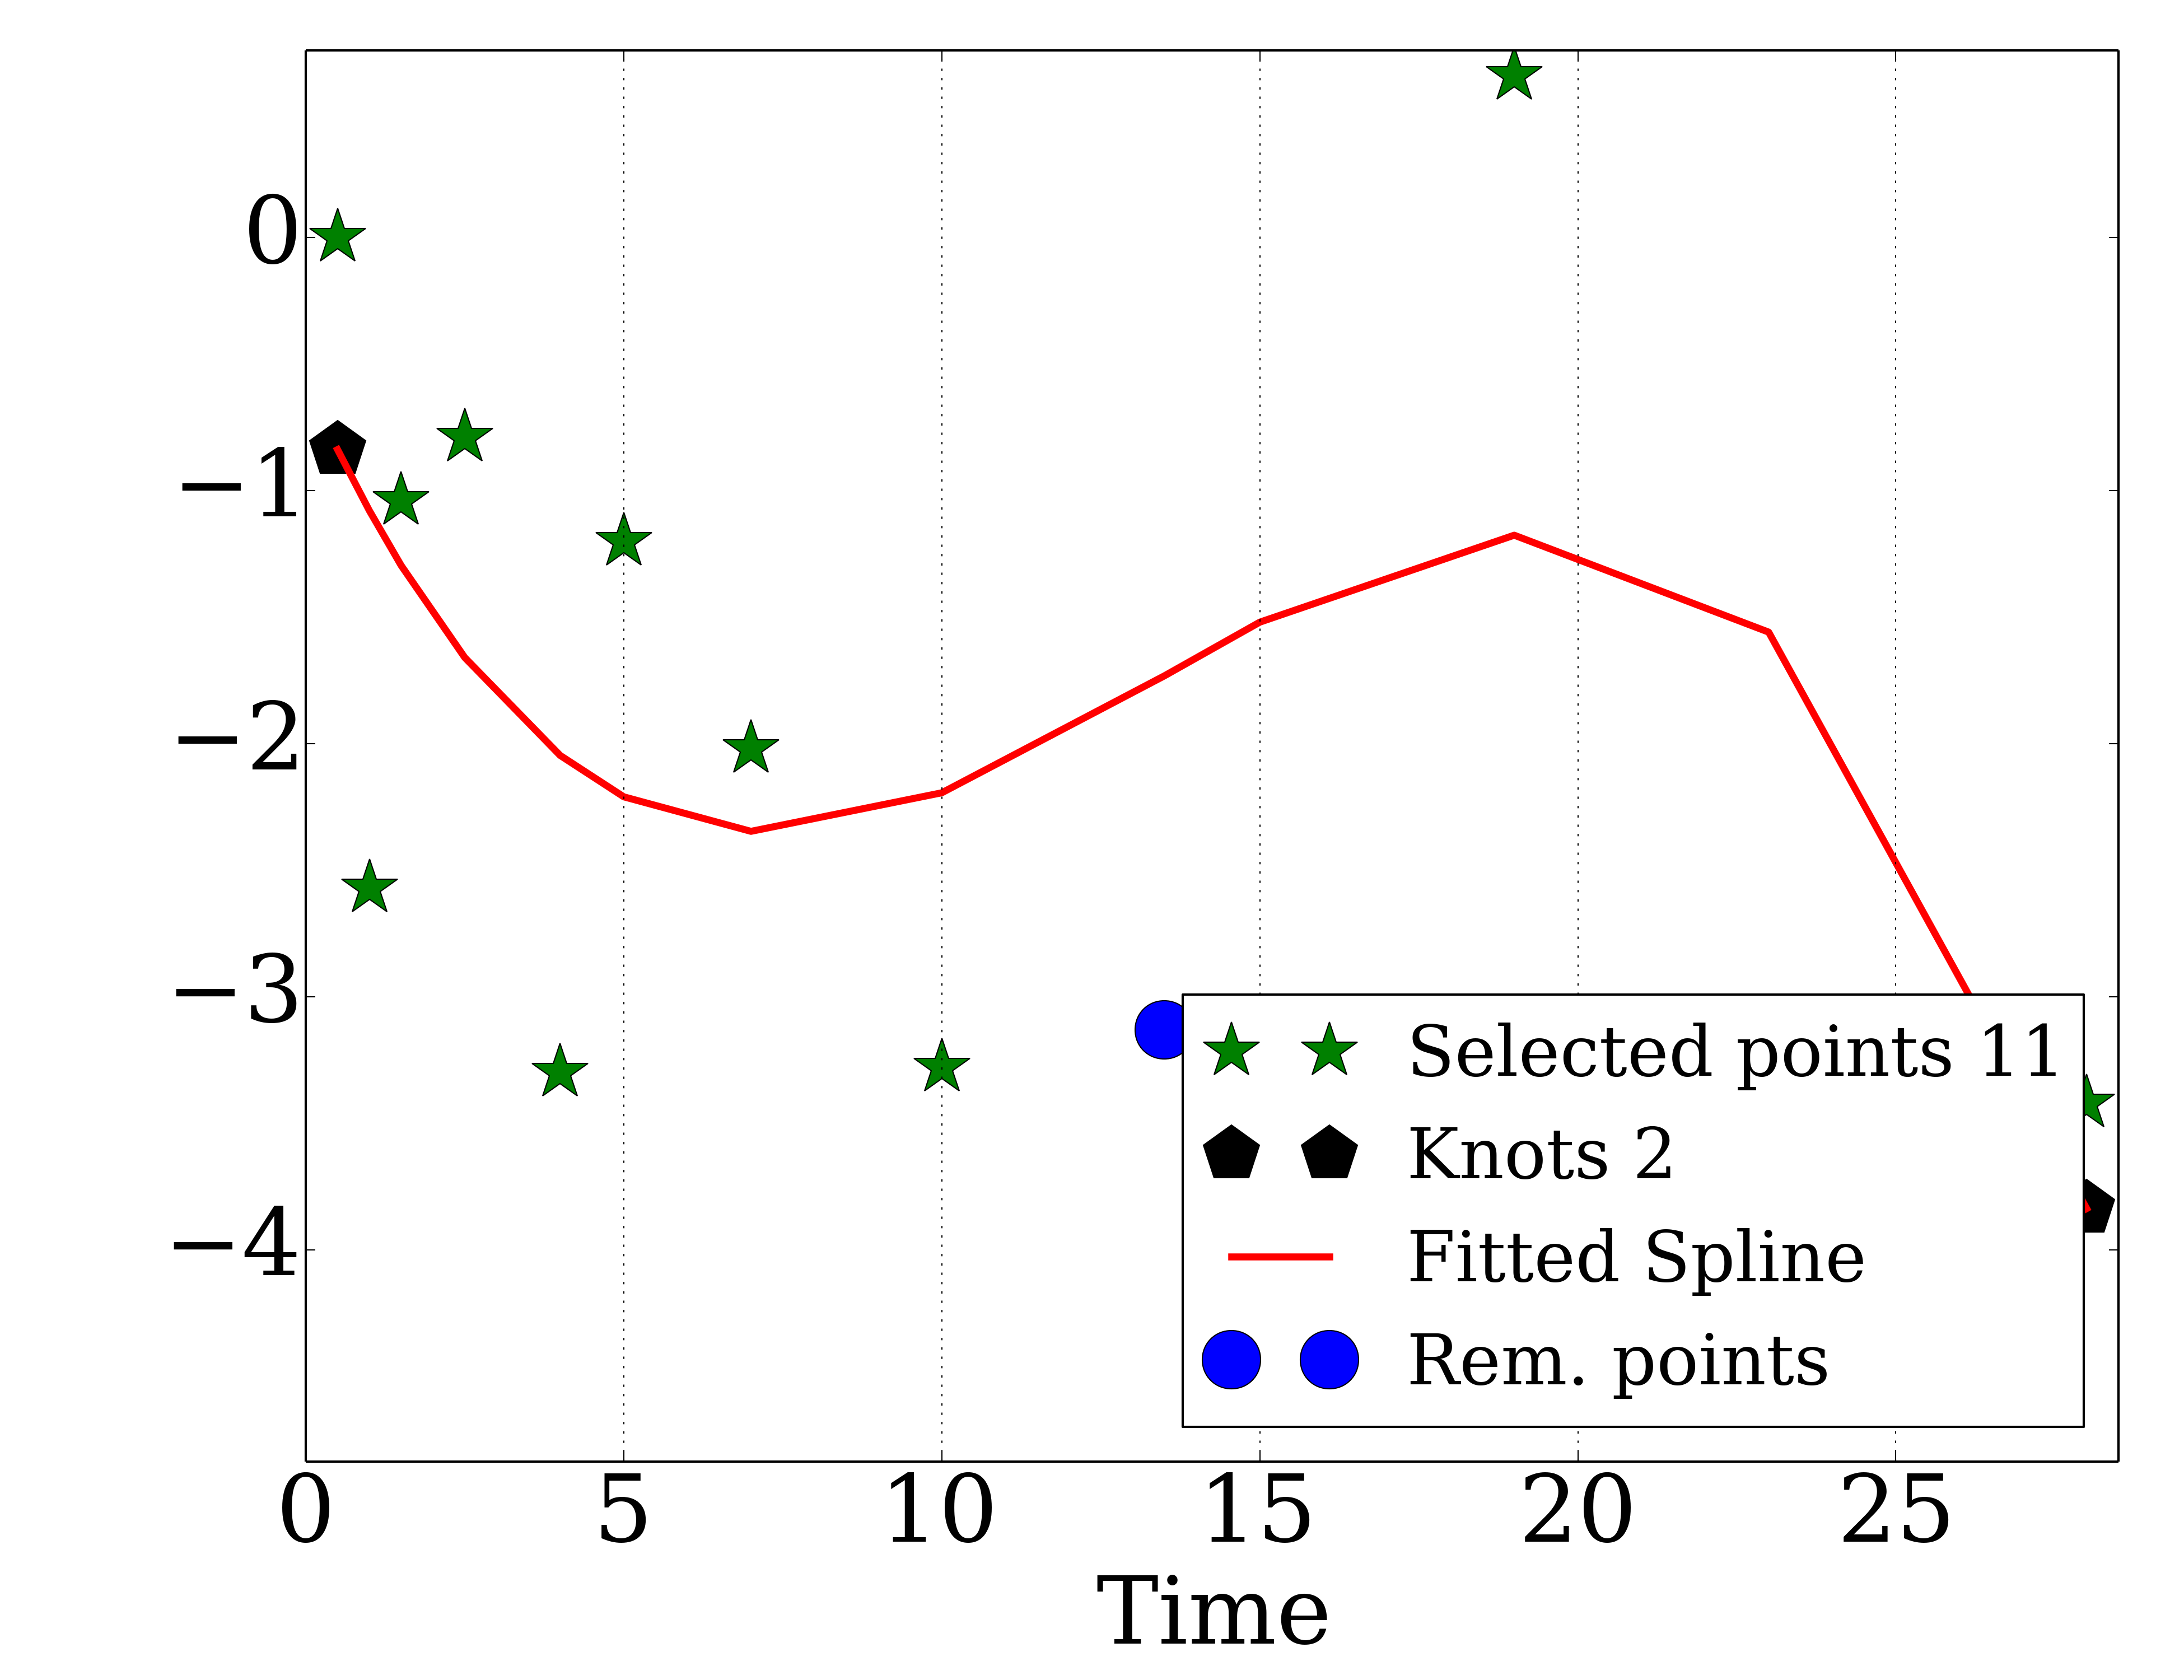 0
−1
−2
−3
−4
Selected points 11
Knots 2
Fitted Spline
Rem. points
0 5 10 15 20 25
Time